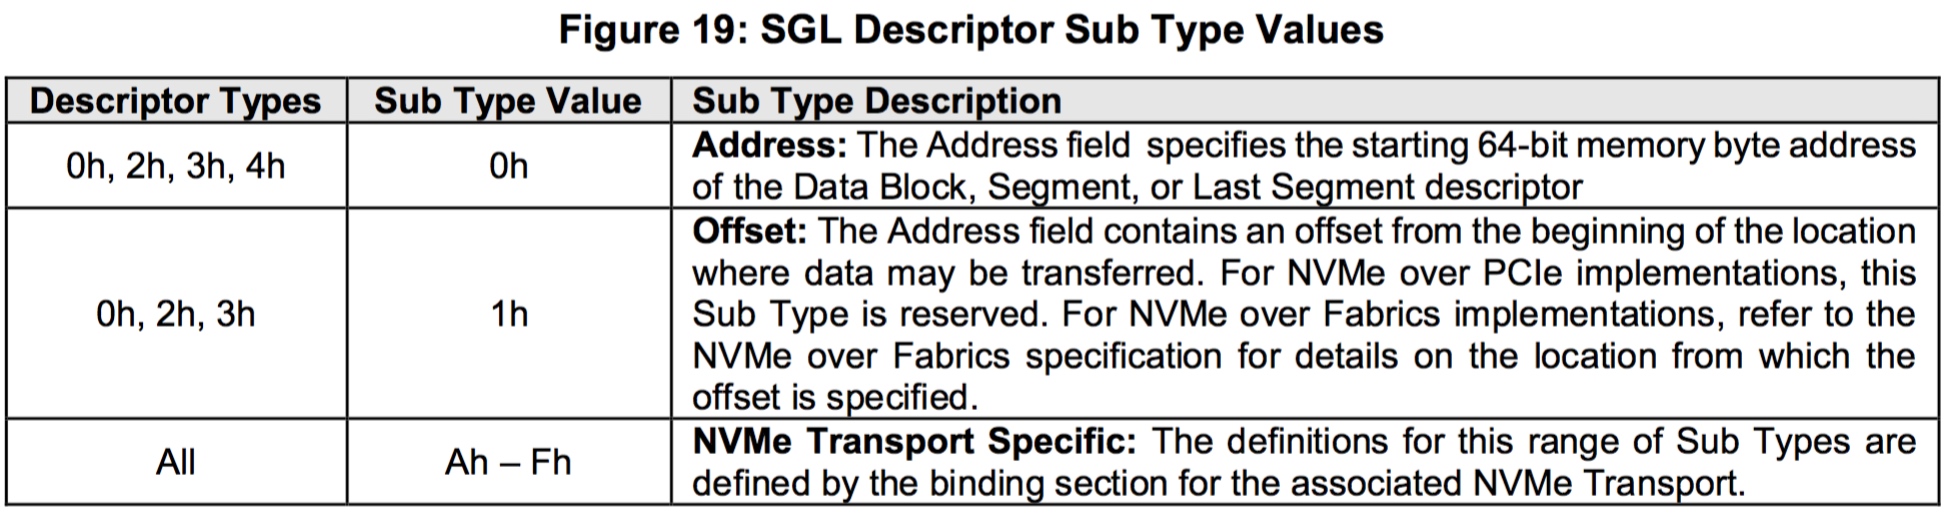 Figure 19: SGL Descriptor Sub Type Values
Descriptor Types Sub Type Value Sub Type Description
0h, 2h, 3h, 4h 0h Address: The Address field specifies the starting 64-bit memory byte address
of the Data Block, Segment, or Last Segment descriptor
0h, 2h, 3h 1h Offset: The Address field contains an offset from the beginning of the location
where data may be transferred. For NVMe over PCIe implementations, this
Sub Type is reserved. For NVMe over Fabrics implementations, refer to the
NVMe over Fabrics specification for details on the location from which the
offset is specified.
All Ah – Fh NVMe Transport Specific: The definitions for this range of Sub Types are
defined by the binding section for the associated NVMe Transport.